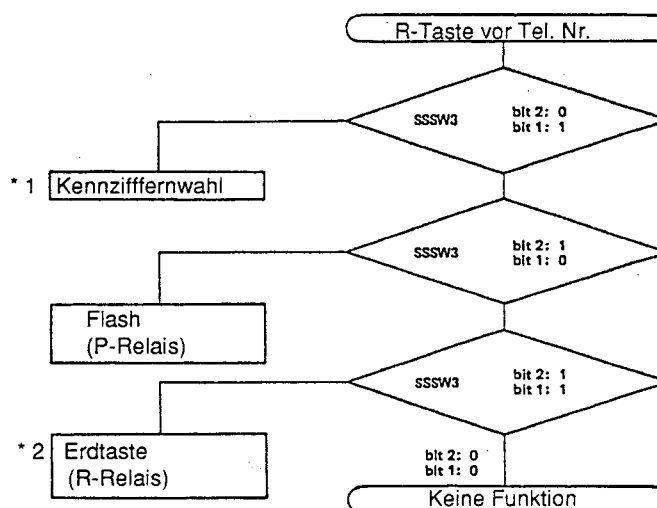 R-Taste vor Tel. Nr.
SSSW3 bit 2: 0
bit 1: 1
* 1 Kennzifffernwahl
SSSW3 bit 2: 1
bit 1: 0
Flash
(P-Relais)
SSSW3 bit 2: 1
bit 1: 1
* 2 Erdtaste
(R-Relais)
bit 2: 0
bit 1: 0
Keine Funktion